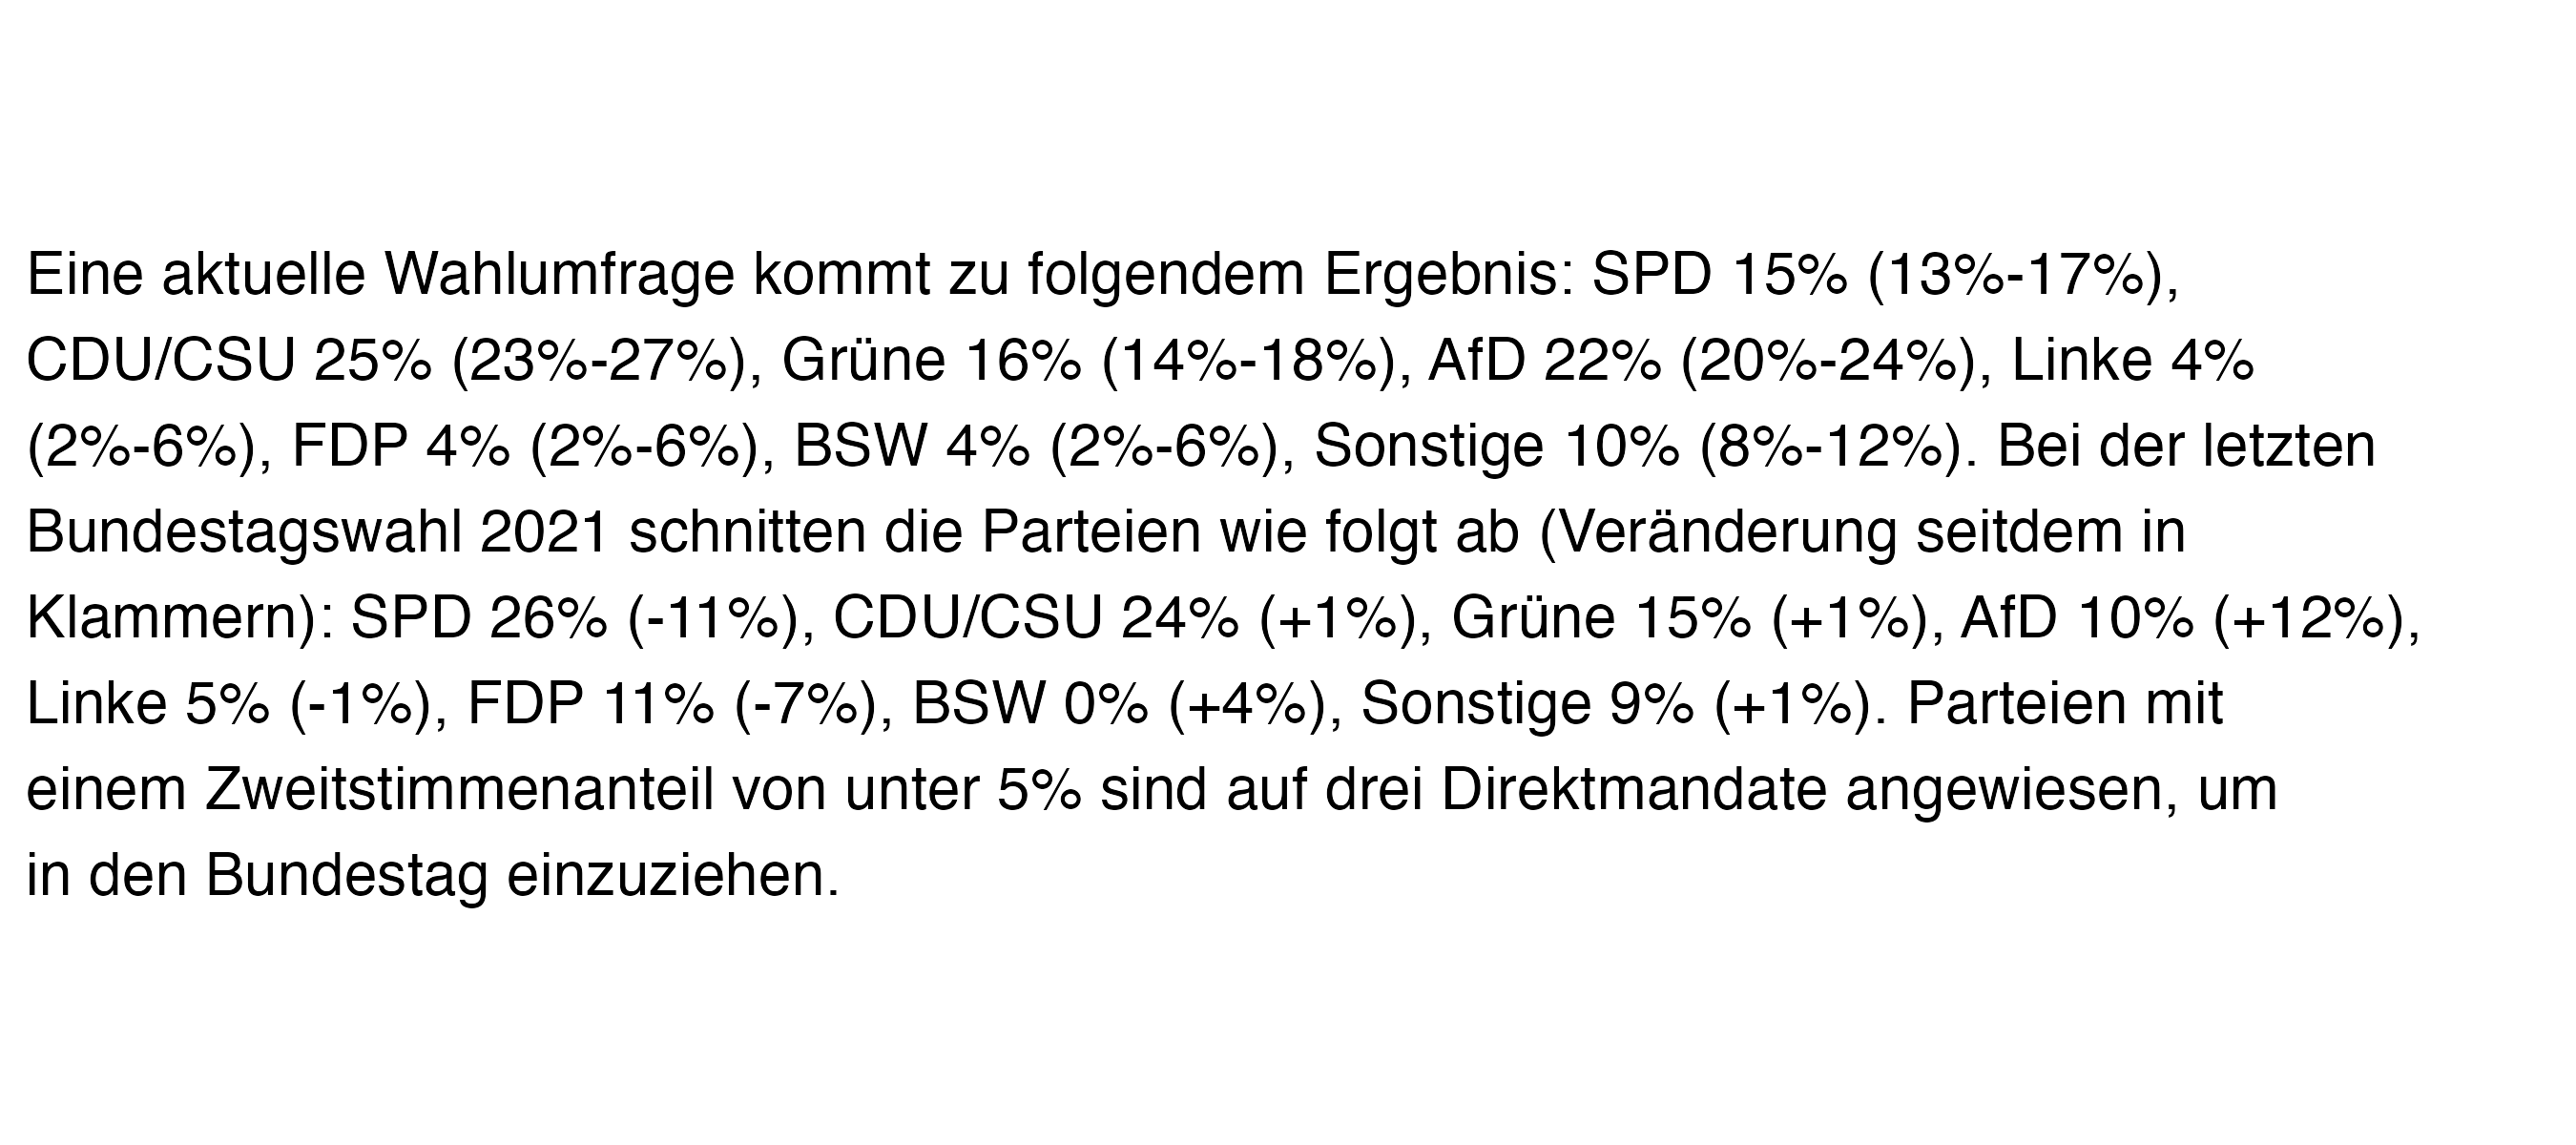 Eine aktuelle Wahlumfrage kommt zu folgendem Ergebnis: SPD 15% (13%-17%),
CDU/CSU 25% (23%-27%), Grüne 16% (14%-18%), AfD 22% (20%-24%), Linke 4%
(2%-6%), FDP 4% (2%-6%), BSW 4% (2%-6%), Sonstige 10% (8%-12%). Bei der letzten
Bundestagswahl 2021 schnitten die Parteien wie folgt ab (Veränderung seitdem in
Klammern): SPD 26% (-11%), CDU/CSU 24% (+1%), Grüne 15% (+1%), AfD 10% (+12%),
Linke 5% (-1%), FDP 11% (-7%), BSW 0% (+4%), Sonstige 9% (+1%). Parteien mit
einem Zweitstimmenanteil von unter 5% sind auf drei Direktmandate angewiesen, um
in den Bundestag einzuziehen.